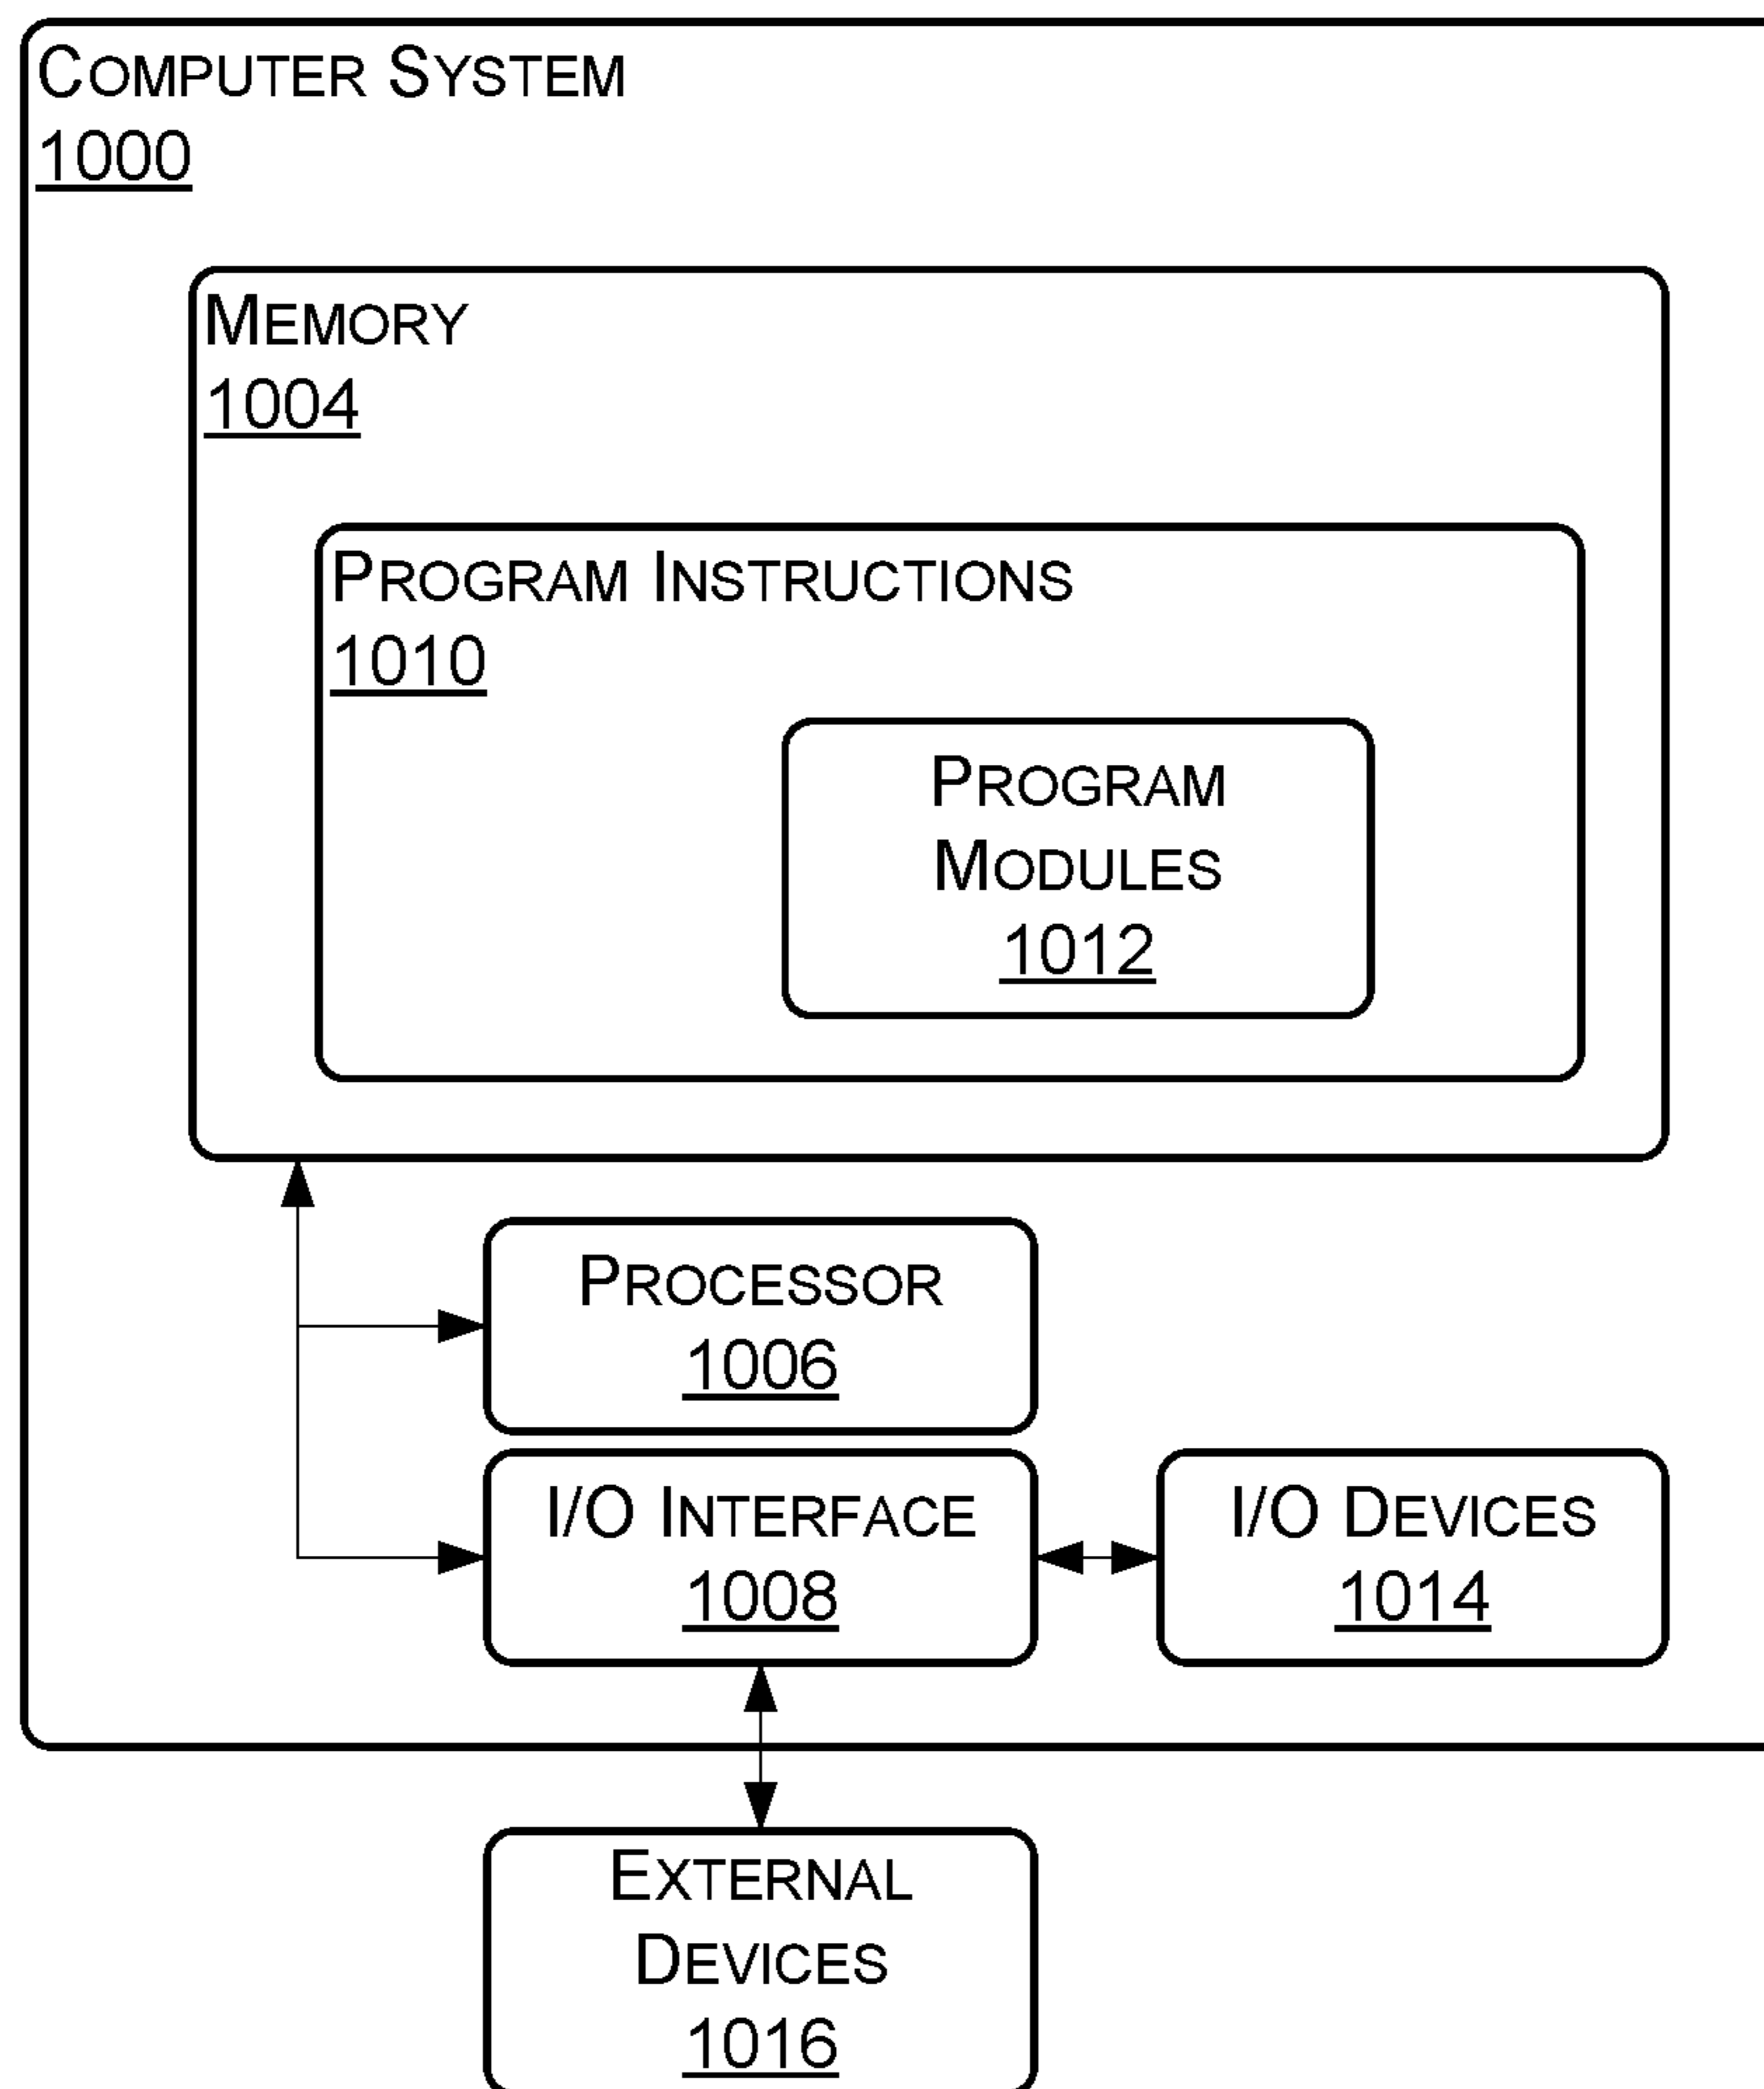 COMPUTER SYSTEM
1000
MEMORY
1004
PROGRAM INSTRUCTIONS
1010
PROGRAM
MODULES
1012
PROCESSOR
1006
I/O INTERFACE
1008
I/O DEVICES
1014
EXTERNAL
DEVICES
1016